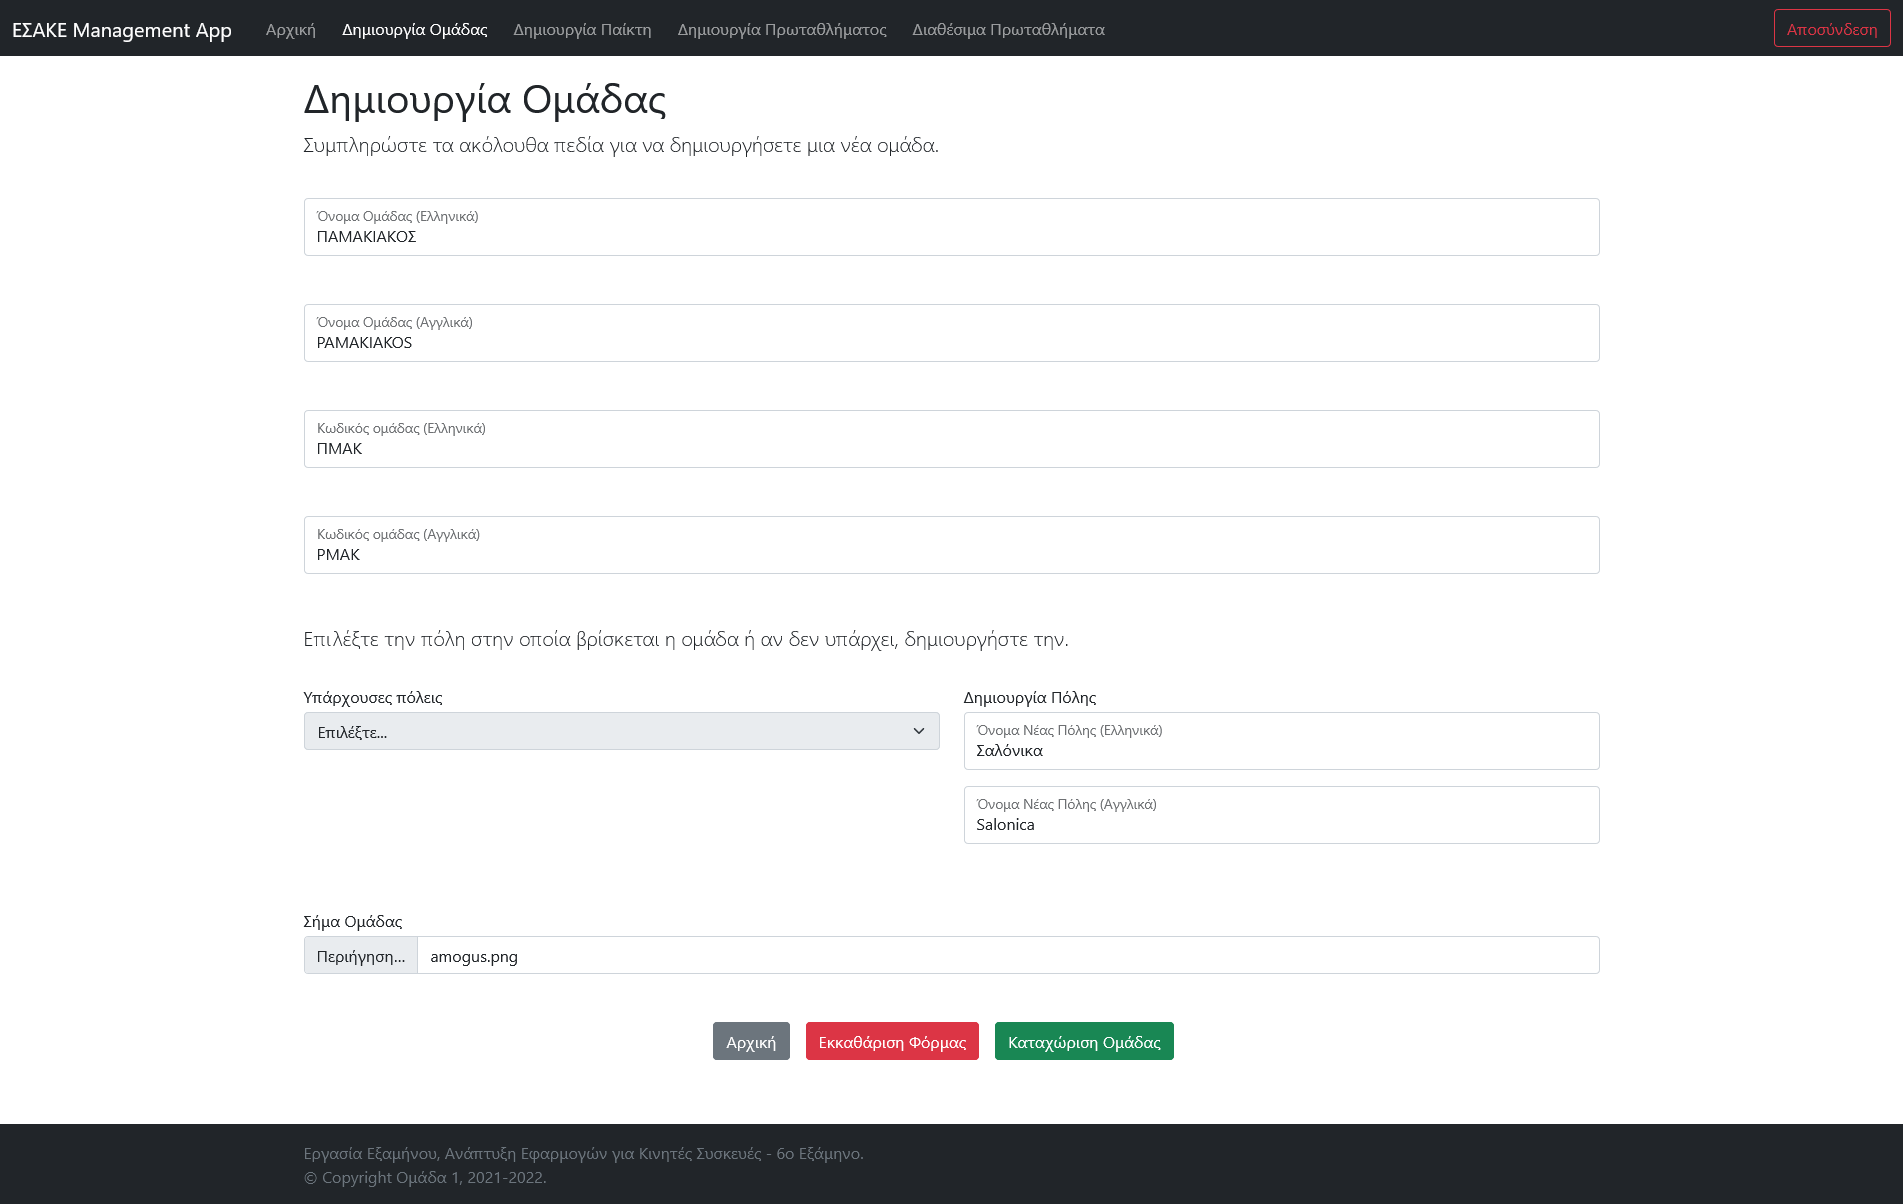 ΕΣΑΚΕ Management App Αρχική Δημιουργία Ομάδας Δημιουργία Παίκτη Δημιουργία Πρωταθλήματος Διαθέσιμα Πρωταθλήματα Αποσύνδεση
Δημιουργία Ομάδας
Συμπληρώστε τα ακόλουθα πεδία για να δημιουργήσετε μια νέα ομάδα.
Όνομα Ομάδας (Ελληνικά)
ΠΑΜΑΚΙΑΚΟΣ
Όνομα Ομάδας (Αγγλικά)
PAMAKIAKOS
Κωδικός ομάδας (Ελληνικά)
ΠΜΑΚ
Κωδικός ομάδας (Αγγλικά)
PMAK
Επιλέξτε την πόλη στην οποία βρίσκεται η ομάδα ή αν δεν υπάρχει, δημιουργήστε την.
Υπάρχουσες πόλεις
Επιλέξτε...
Δημιουργία Πόλης
Όνομα Νέας Πόλης (Ελληνικά)
Σαλόνικα
Όνομα Νέας Πόλης (Αγγλικά)
Salonica
Σήμα Ομάδας
Περιήγηση... amogus.png
Αρχική Εκκαθάριση Φόρμας Καταχώριση Ομάδας
Εργασία Εξαμήνου, Ανάπτυξη Εφαρμογών για Κινητές Συσκευές - 6ο Εξάμηνο.
© Copyright Ομάδα 1, 2021-2022.